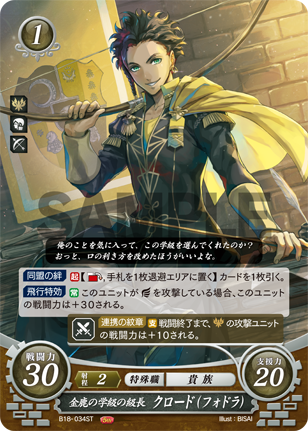 1
SAMPLE
俺のことを気に入って、この学級を選んでくれたのか?
おっと、口の利き方を改めたほうがいいよな。
同盟の絆 起【横1,手札を1枚退避エリアに置く】カードを1枚引く。
飛行特効 常 このユニットがを攻撃している場合、このユニット
の戦闘力は+30される。
連携の紋章 支 戦闘終了まで、の攻撃ユニット
の戦闘力は+10される。
戦闘力
30
射程 2
特殊職 貴族
支援力
20
金鹿の学級の級長 クロード(フォドラ)
B18-034ST
Illust : BISAI